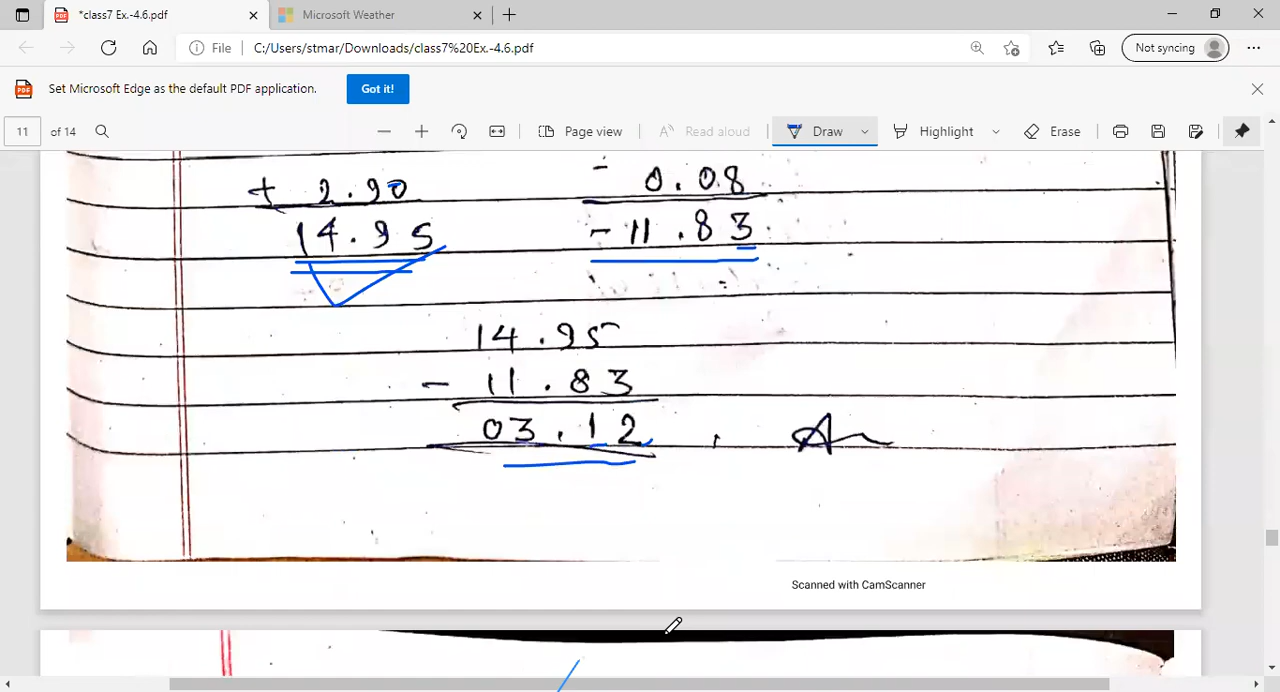 *class7 Ex.-4.6.pdf
Microsoft Weather
File C:/Users/stmar/Downloads/class7%20Ex.-4.6.pdf
Not syncing
Set Microsoft Edge as the default PDF application.
Got it!
11 of 14
Page view
Read aloud
Draw
Highlight
Erase
+ 2.90
14.95
- 0.08
- 11.83
14.95
- 11.83
03.12
Scanned with CamScanner